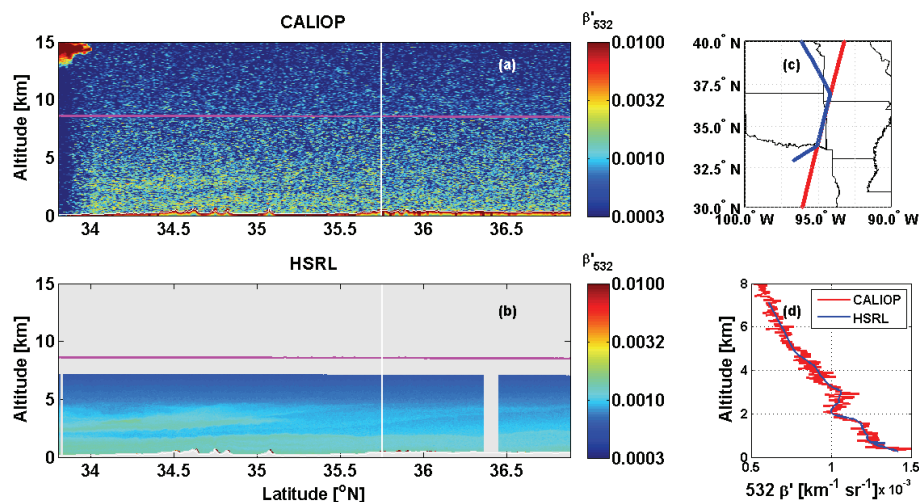 CALIOP
Altitude [km]
15
10
5
0
(a)
34
34.5
35
35.5
36
36.5
β'532
0.0100
0.0032
0.0010
0.0003
(c)
40.0° N
37.5° N
35.0° N
32.5° N
30.0° N
100.0° W
95.0° W
90.0° W
HSRL
Altitude [km]
15
10
5
0
(b)
34
34.5
35
35.5
36
36.5
Latitude [°N]
β'532
0.0100
0.0032
0.0010
0.0003
(d)
CALIOP
HSRL
Altitude [km]
8
6
4
2
0
0.5
1
1.5
532 β' [km-1 sr-1] x 10-3